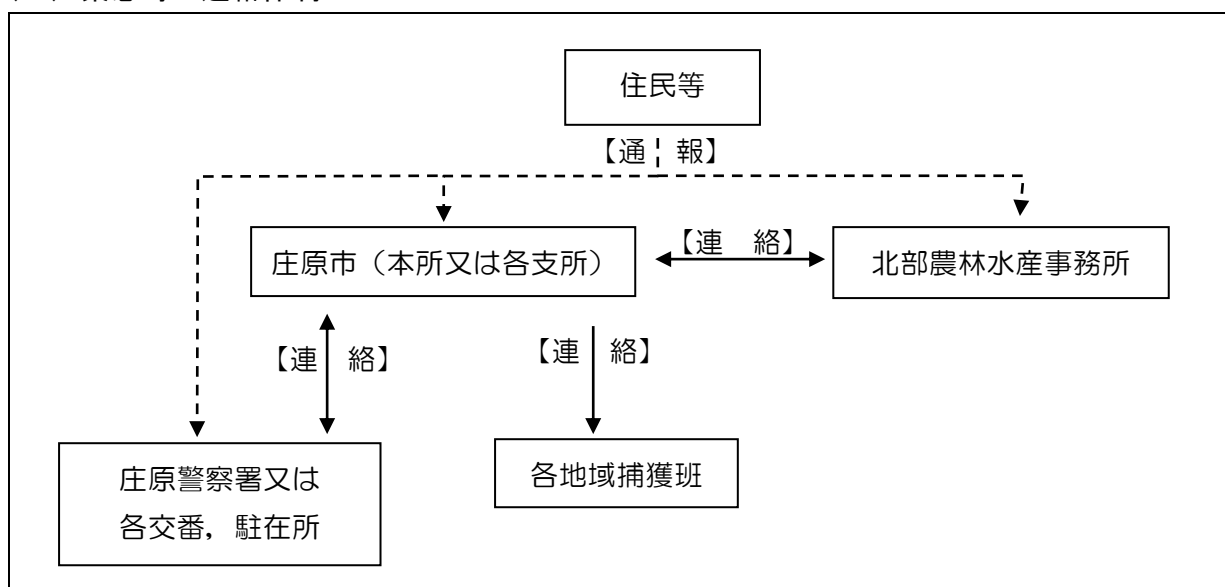 住民等
【通 報】
庄原市（本所又は各支所）
【連 絡】
北部農林水産事務所
【連 絡】
【連 絡】
庄原警察署又は
各交番，駐在所
各地域捕獲班